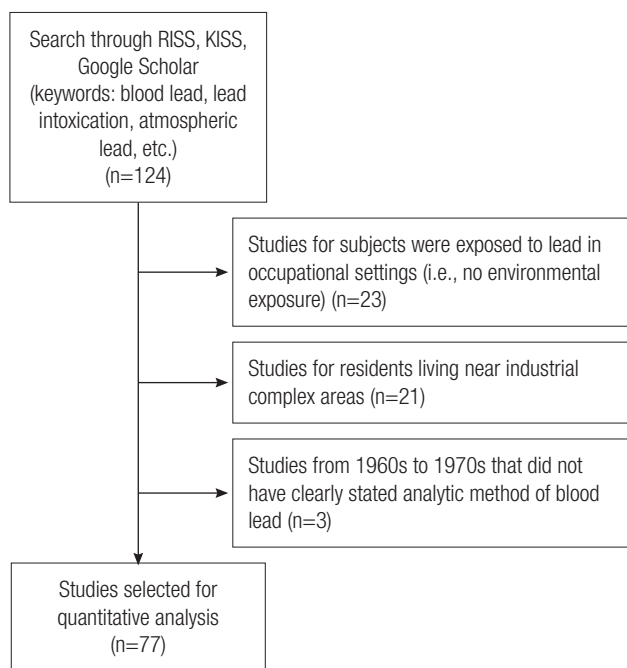 Search through RISS, KISS,
Google Scholar
(keywords: blood lead, lead
intoxication, atmospheric
lead, etc.)
(n=124)
Studies for subjects were exposed to lead in
occupational settings (i.e., no environmental
exposure) (n=23)
Studies for residents living near industrial
complex areas (n=21)
Studies from 1960s to 1970s that did not
have clearly stated analytic method of blood
lead (n=3)
Studies selected for
quantitative analysis
(n=77)